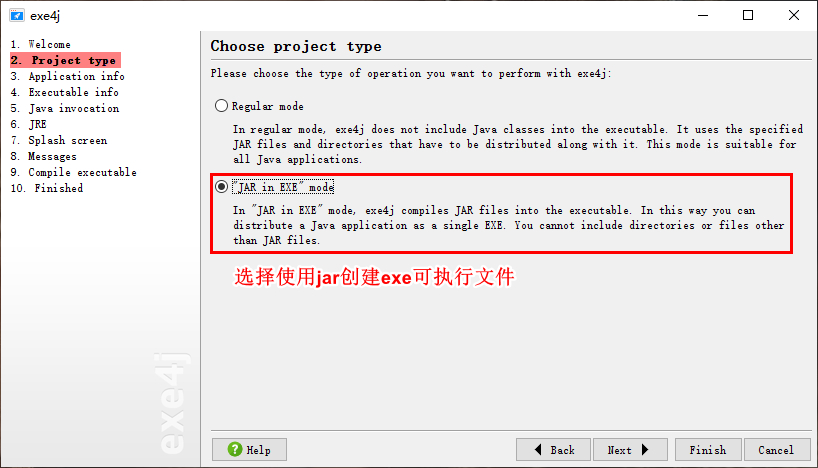 exe4j
1. Welcome
2. Project type
3. Application info
4. Executable info
5. Java invocation
6. JRE
7. Splash screen
8. Messages
9. Compile executable
10. Finished
exe4j
Choose project type
Please choose the type of operation you want to perform with exe4j:
Regular mode
In regular mode, exe4j does not include Java classes into the executable. It uses the specified
JAR files and directories that have to be distributed along with it. This mode is suitable for
all Java applications.
"JAR in EXE" mode
In "JAR in EXE" mode, exe4j compiles JAR files into the executable. In this way you can
distribute a Java application as a single EXE. You cannot include directories or files other
than JAR files.
选择使用jar创建exe可执行文件
Help
Back
Next
Finish
Cancel